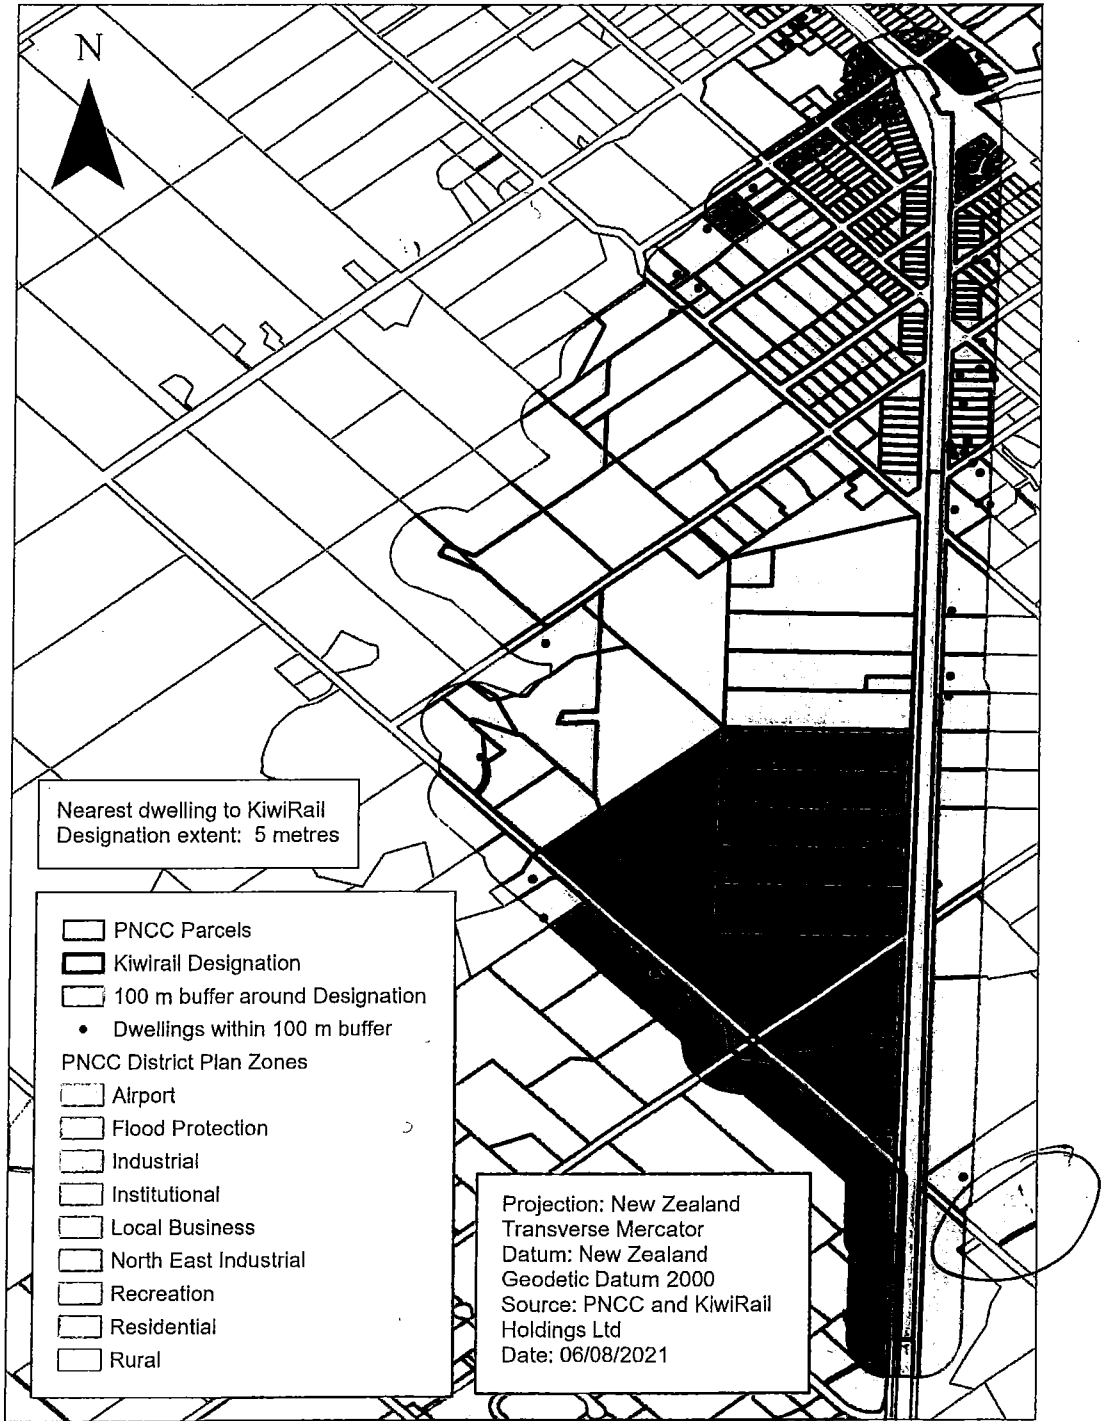 N
Nearest dwelling to KiwiRail
Designation extent: 5 metres
PNCC Parcels
Kiwirail Designation
100 m buffer around Designation
Dwellings within 100 m buffer
PNCC District Plan Zones
Airport
Flood Protection
Industrial
Institutional
Local Business
North East Industrial
Recreation
Residential
Rural
Projection: New Zealand
Transverse Mercator
Datum: New Zealand
Geodetic Datum 2000
Source: PNCC and KiwiRail
Holdings Ltd
Date: 06/08/2021